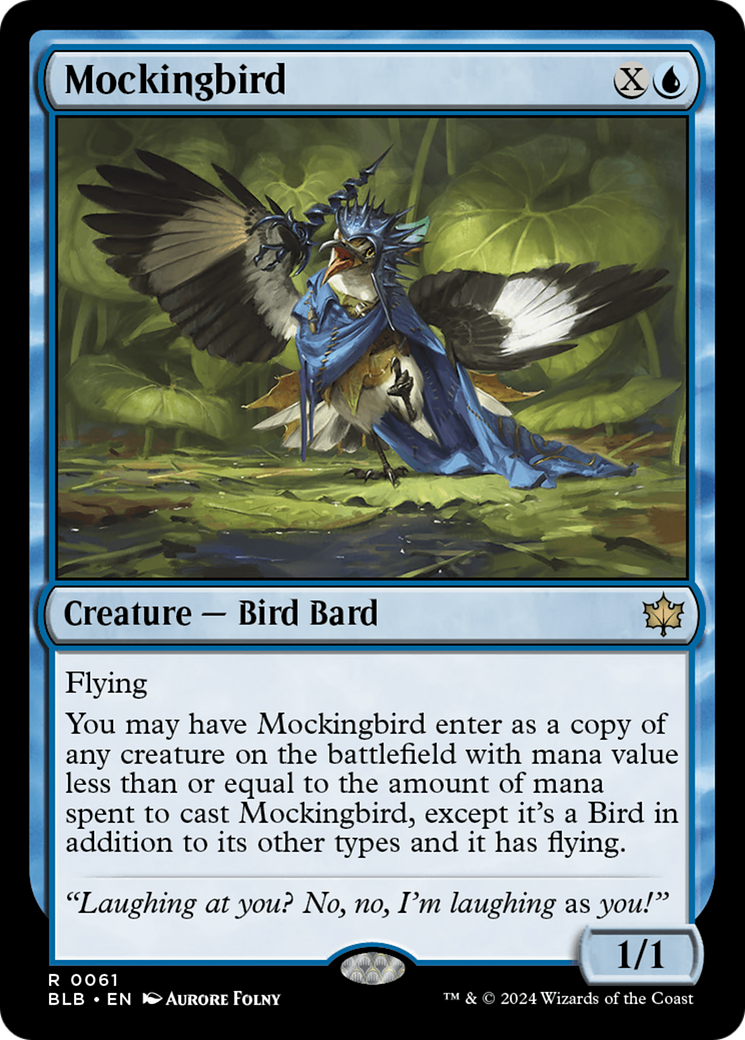 Mockingbird X
Creature — Bird Bard
Flying
You may have Mockingbird enter as a copy of
any creature on the battlefield with mana value
less than or equal to the amount of mana
spent to cast Mockingbird, except it's a Bird in
addition to its other types and it has flying.
“Laughing at you? No, no, I'm laughing as you!”
1/1
R 0061
BLB • EN Aurore Folny
™ & © 2024 Wizards of the Coast